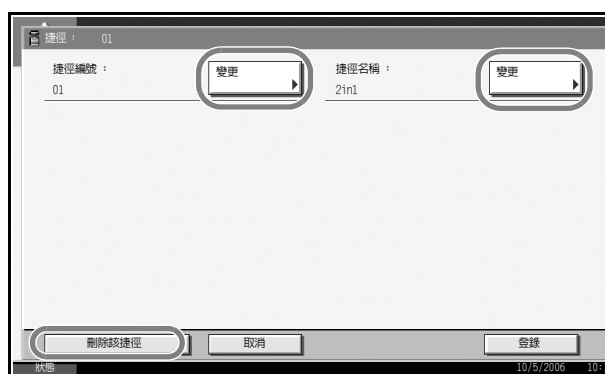 捷徑： 01
捷徑編號： 變更 捷徑名稱： 變更
01 2in1
刪除該捷徑 取消 登錄
狀態 10/5/2006 10: